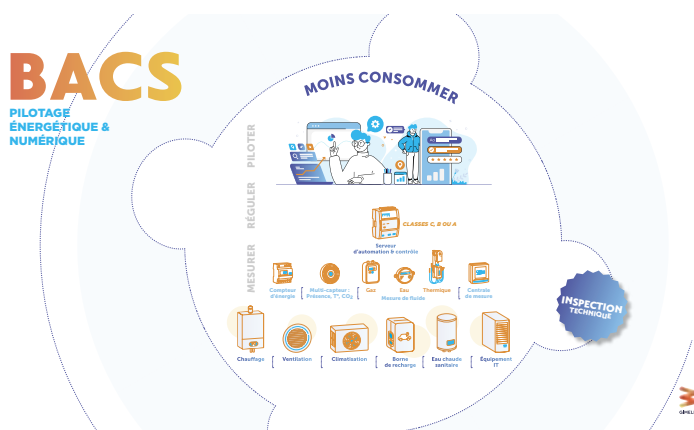 BACS
PILOTAGE
ÉNERGÉTIQUE &
NUMÉRIQUE
MOINS CONSOMMER
PILOTER
RÉGULER
CLASSES C, B OU A
Serveur
d'automation & contrôle
MESURER
Compteur
d'énergie
Multi-capteur :
Présence, T°, CO₂
Gaz
Eau
Thermique
Mesure de fluide
Centrale
de mesure
Chauffage
Ventilation
Climatisation
Borne
de recharge
Eau chaude
sanitaire
Équipement
IT
INSPECTION
TECHNIQUE